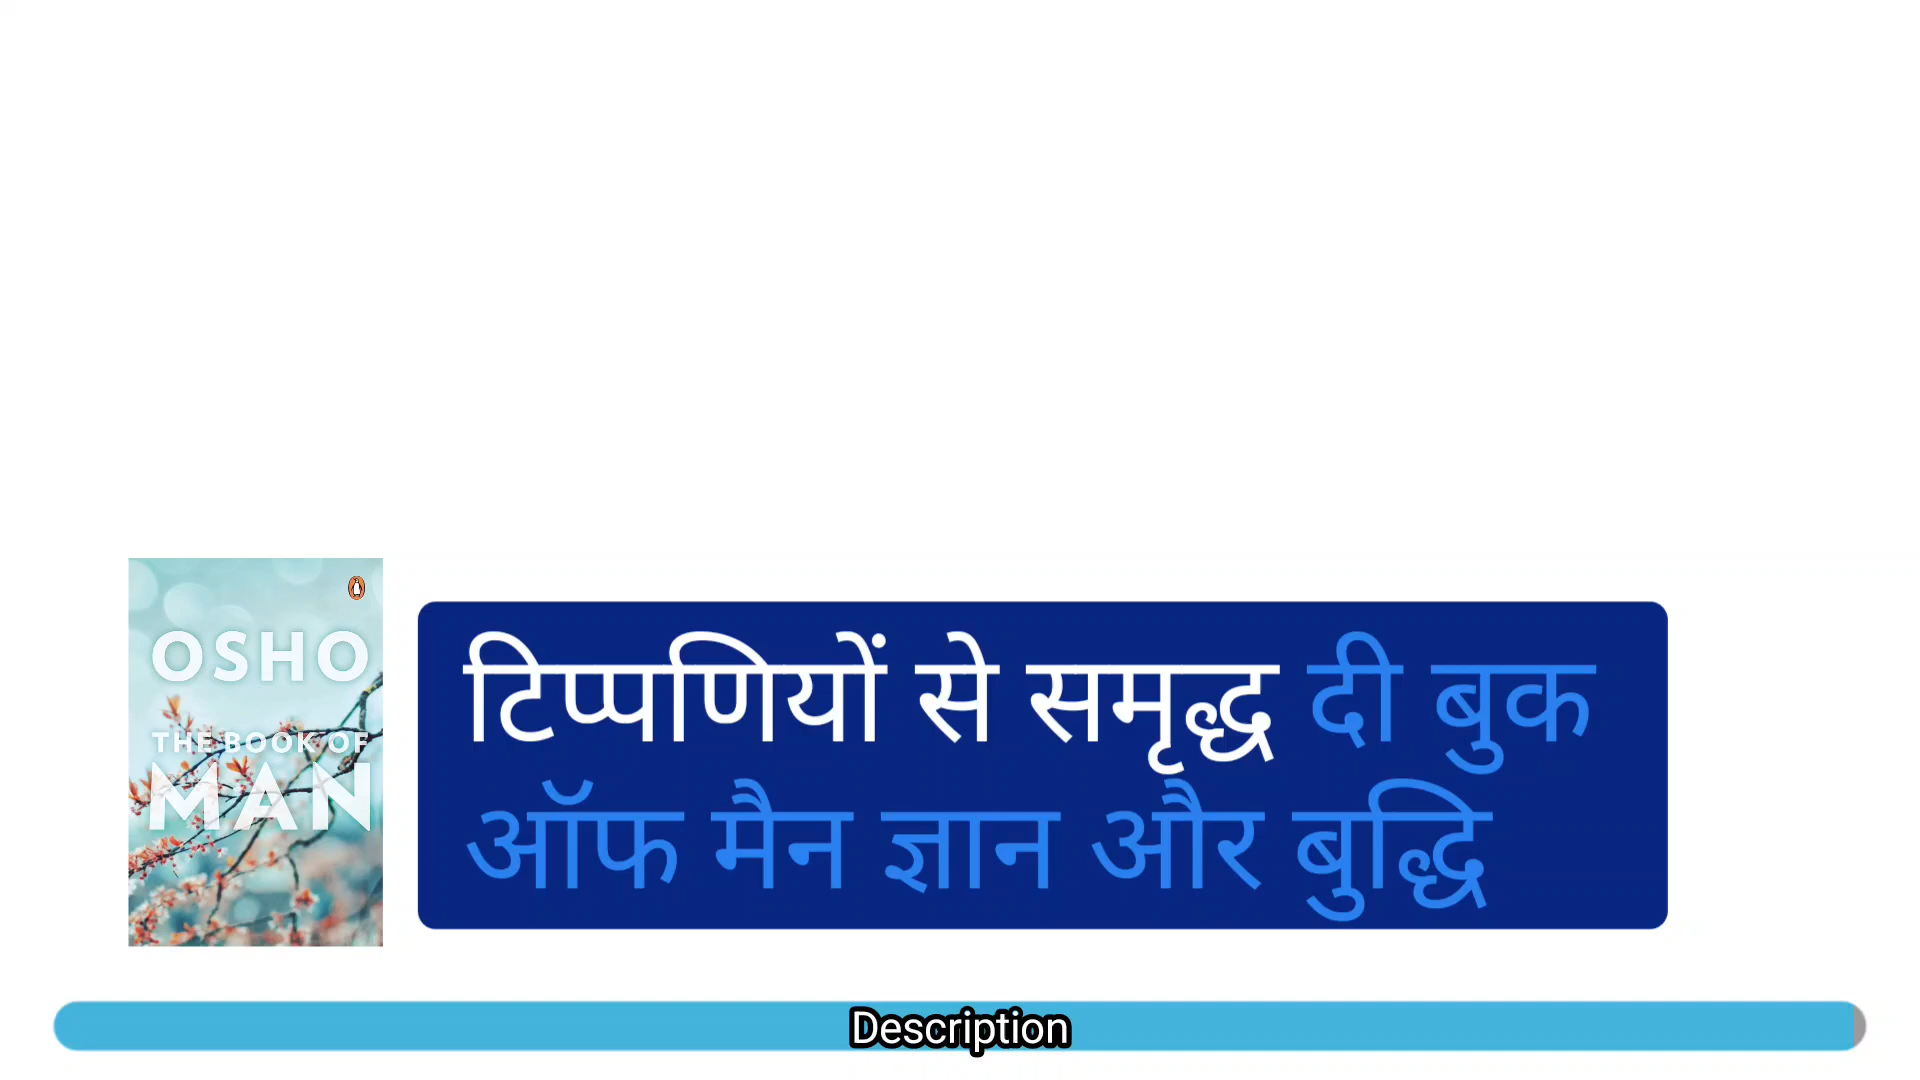 OSHO
THE BOOK OF
MAN
टिप्पणियों से समृद्ध दी बुक
ऑफ मैन ज्ञान और बुद्धि
Description